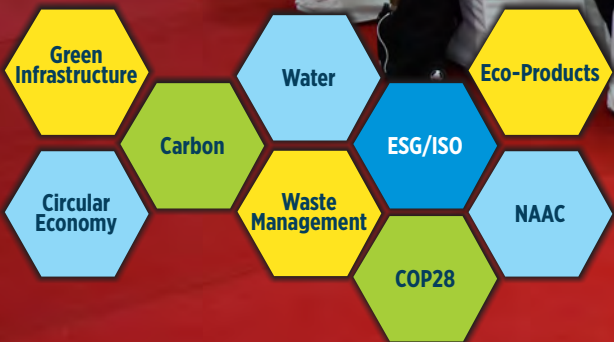 Green
Infrastructure
Water
Eco-Products
Carbon
ESG/ISO
Circular
Economy
Waste
Management
NAAC
COP28